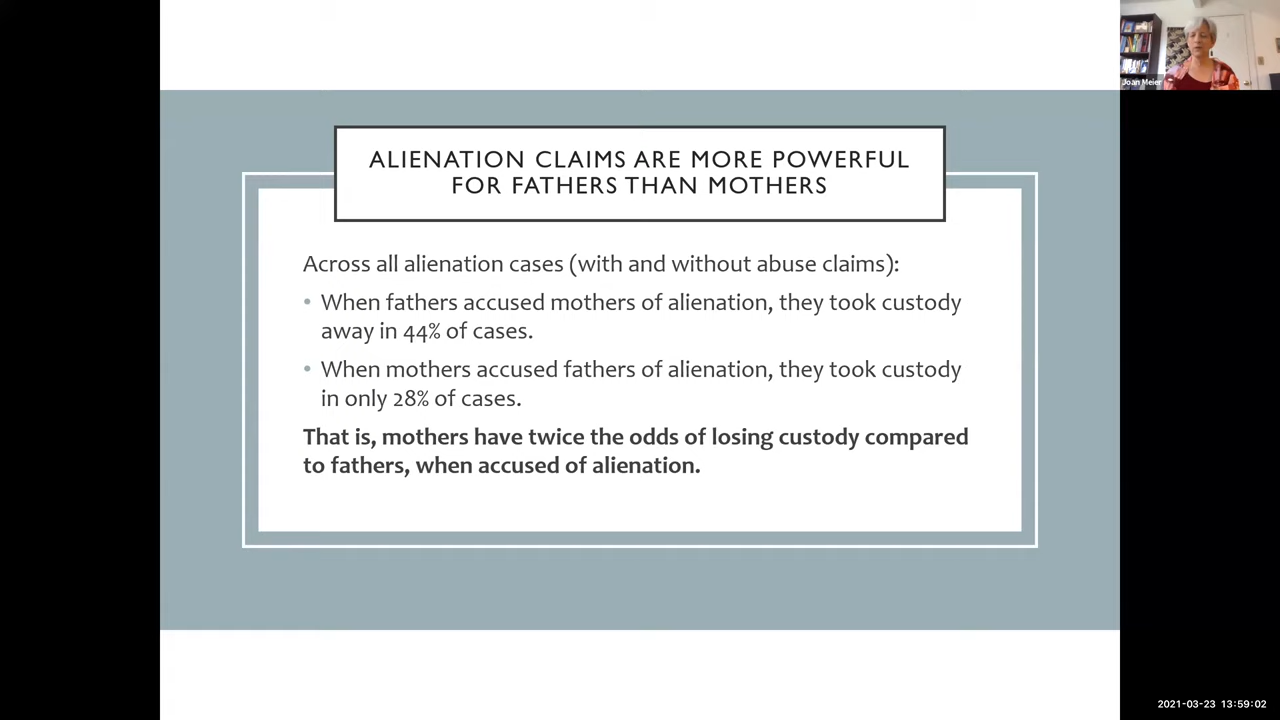 Joan Meier
ALIENATION CLAIMS ARE MORE POWERFUL
FOR FATHERS THAN MOTHERS
Across all alienation cases (with and without abuse claims):
• When fathers accused mothers of alienation, they took custody
away in 44% of cases.
• When mothers accused fathers of alienation, they took custody
in only 28% of cases.
That is, mothers have twice the odds of losing custody compared
to fathers, when accused of alienation.
2021-03-23 13:59:02